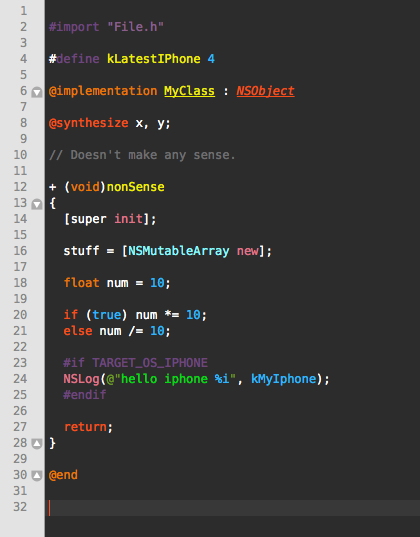 1
2 #import "File.h"
3
4 #define kLatestIPhone 4
5
6 @implementation MyClass : NSObject
7
8 @synthesize x, y;
9
10 // Doesn't make any sense.
11
12 + (void)nonSense
13 {
14   [super init];
15
16   stuff = [NSMutableArray new];
17
18   float num = 10;
19
20   if (true) num *= 10;
21   else num /= 10;
22
23   #if TARGET_OS_IPHONE
24   NSLog(@"hello iphone %i", kMyIphone);
25   #endif
26
27   return;
28 }
29
30 @end
31
32